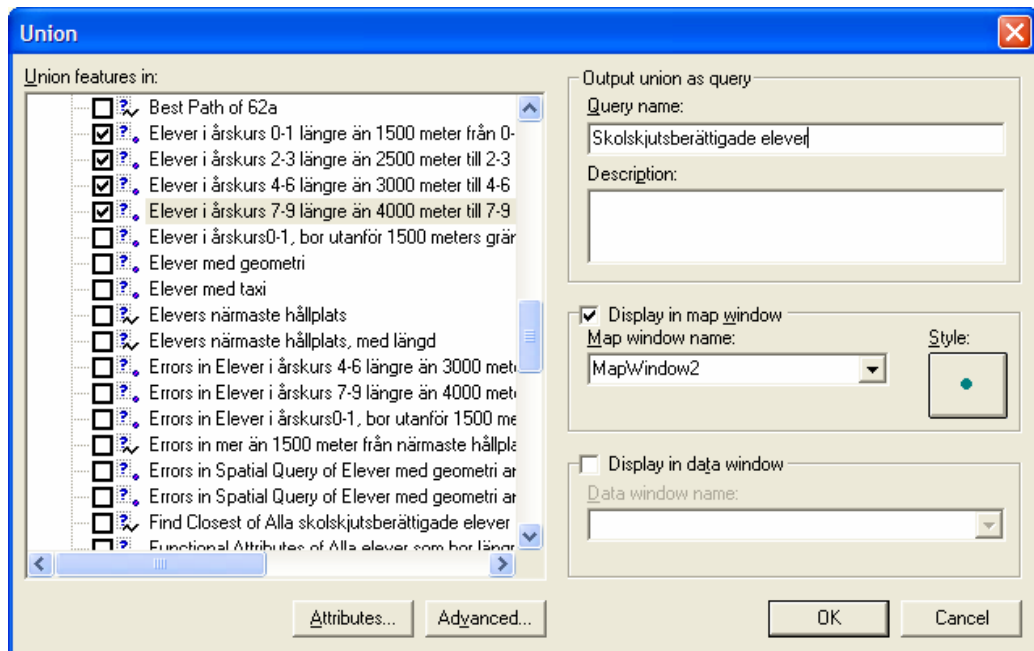 Union
Union features in:
Best Path of 62a
Elever i årskurs 0-1 längre än 1500 meter från 0-
Elever i årskurs 2-3 längre än 2500 meter till 2-3
Elever i årskurs 4-6 längre än 3000 meter till 4-6
Elever i årskurs 7-9 längre än 4000 meter till 7-9
Elever i årskurs0-1, bor utanför 1500 meters grän
Elever med geometri
Elever med taxi
Elevers närmaste hållplats
Elevers närmaste hållplats, med längd
Errors in Elever i årskurs 4-6 längre än 3000 mete
Errors in Elever i årskurs 7-9 längre än 4000 mete
Errors in Elever i årskurs0-1, bor utanför 1500 me
Errors in mer än 1500 meter från närmaste hållpla
Errors in Spatial Query of Elever med geometri ar
Errors in Spatial Query of Elever med geometri ar
Find Closest of Alla skolskjutsberättigade elever
Functional Attributes of Alla elever som bor längr
Attributes...
Advanced...
Output union as query
Query name:
Skolskjutsberättigade elever
Description:
Display in map window
Map window name:
Style:
MapWindow2
Display in data window
Data window name:
OK
Cancel